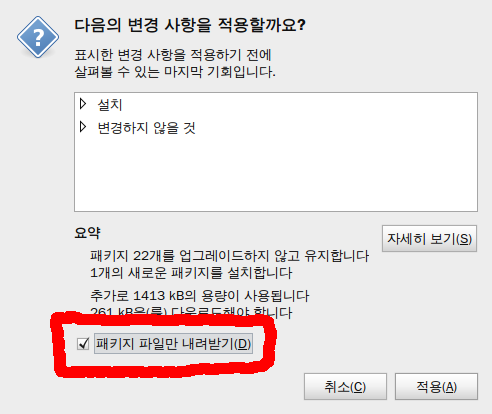 다음의 변경 사항을 적용할까요?
표시한 변경 사항을 적용하기 전에
살펴볼 수 있는 마지막 기회입니다.
설치
변경하지 않을 것
요약
자세히 보기(S)
패키지 22개를 업그레이드하지 않고 유지합니다
1개의 새로운 패키지를 설치합니다
추가로 1413 kB의 용량이 사용됩니다
261 kB을(를) 다운로드해야 합니다
패키지 파일만 내려받기(D)
취소(C)
적용(A)